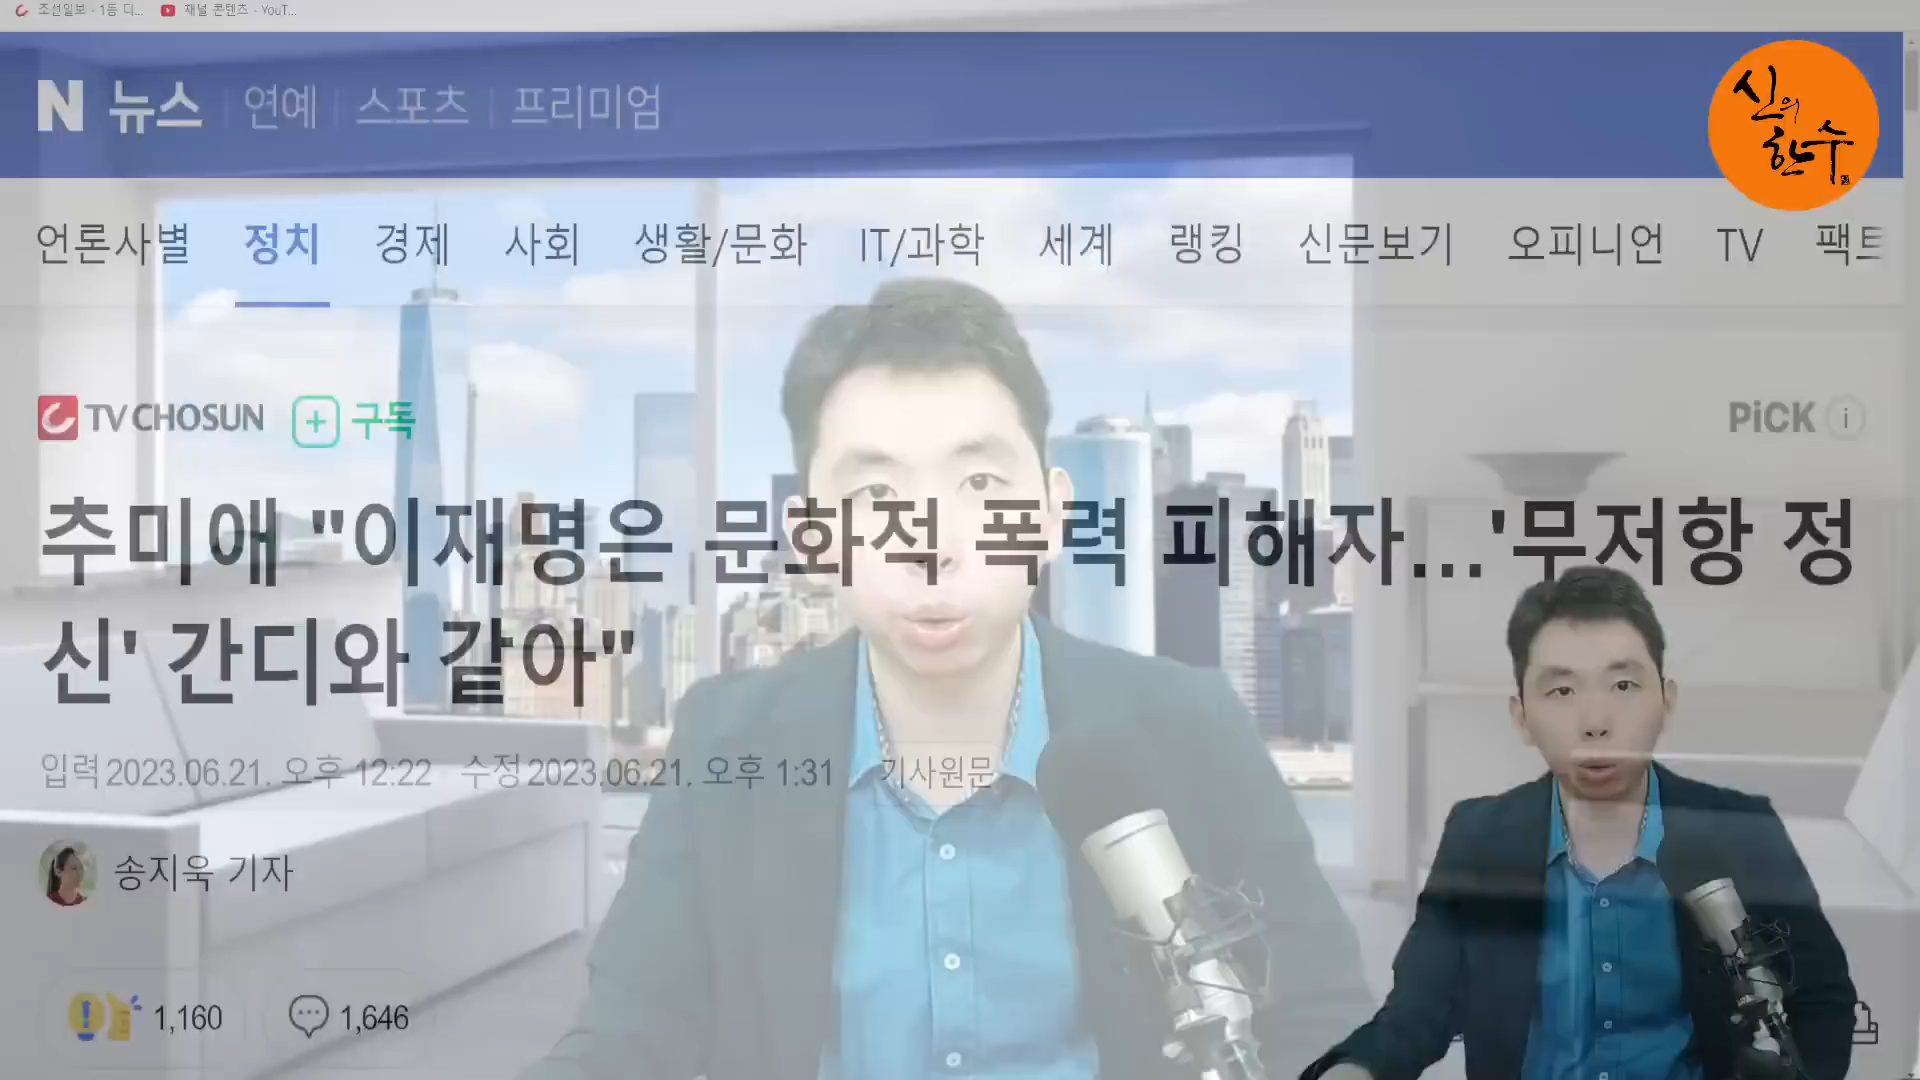 조선일보 - 1등 디...
채널 콘텐츠 - YouT...
N 뉴스 연예 스포츠 프리미엄
신의
한수
언론사별 정치 경제 사회 생활/문화 IT/과학 세계 랭킹 신문보기 오피니언 TV 팩트
TV CHOSUN 구독
PiCK i
추미애 "이재명은 문화적 폭력 피해자...'무저항 정
신' 간디와 같아"
입력 2023.06.21. 오후 12:22 수정 2023.06.21. 오후 1:31 기사원문
송지욱 기자
1,160 1,646